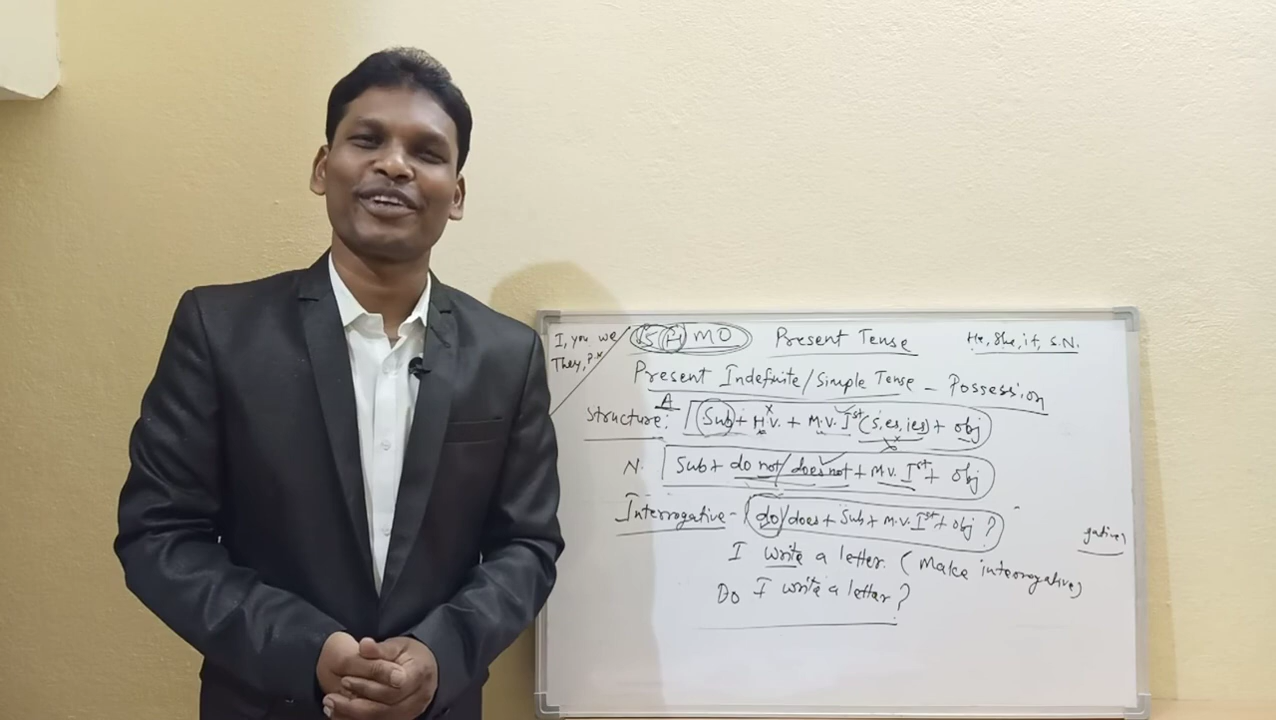 I, you we
They, P.N
Present Tense
He, She, it, S.N.
Present Indefinite/Simple Tense - Possession
A
Structure: Sub + H.V. + M.V. Ist (s, es, ies) + obj
N. Sub + do not/does not + M.V. Ist + obj
Interrogative - do/does + Sub + M.V. Ist + obj ?
gative)
I write a letter. (Make interrogative)
Do I write a letter?